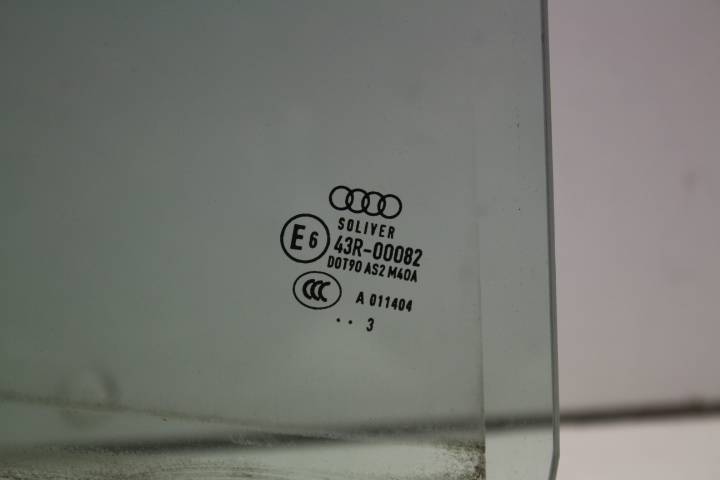 SOLIVER
E6 43R-00082
DOT90 AS2 M40A
CCC A 011404
.. 3